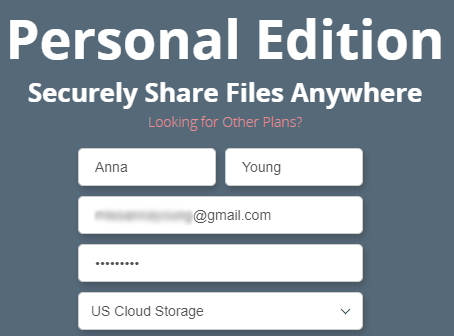 Personal Edition
Securely Share Files Anywhere
Looking for Other Plans?
Anna Young
@gmail.com
•••••••••
US Cloud Storage